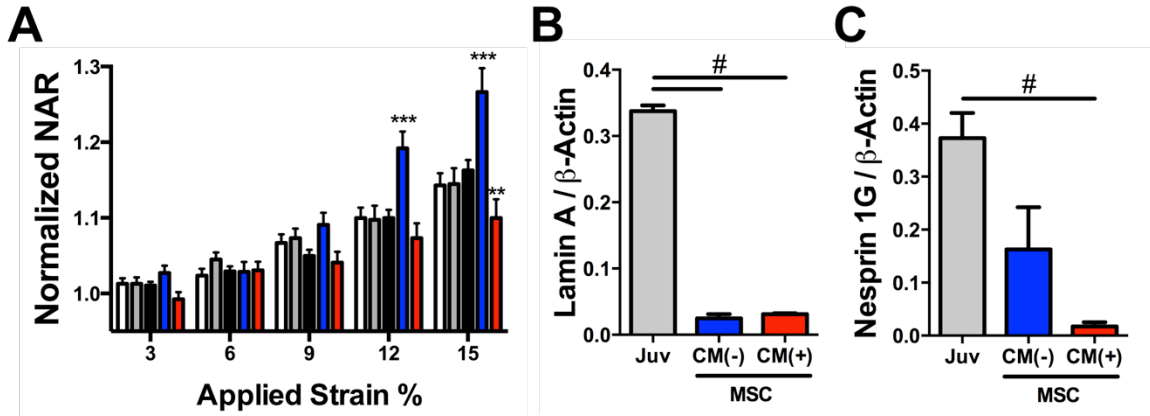 A
Normalized NAR
1.3
1.2
1.1
1.0
***
***
**
3 6 9 12 15
Applied Strain %
B
Lamin A / β-Actin
0.4
0.3
0.2
0.1
0.0
#
Juv CM(-) CM(+)
MSC
C
Nesprin 1G / β-Actin
0.5
0.4
0.3
0.2
0.1
0.0
#
Juv CM(-) CM(+)
MSC